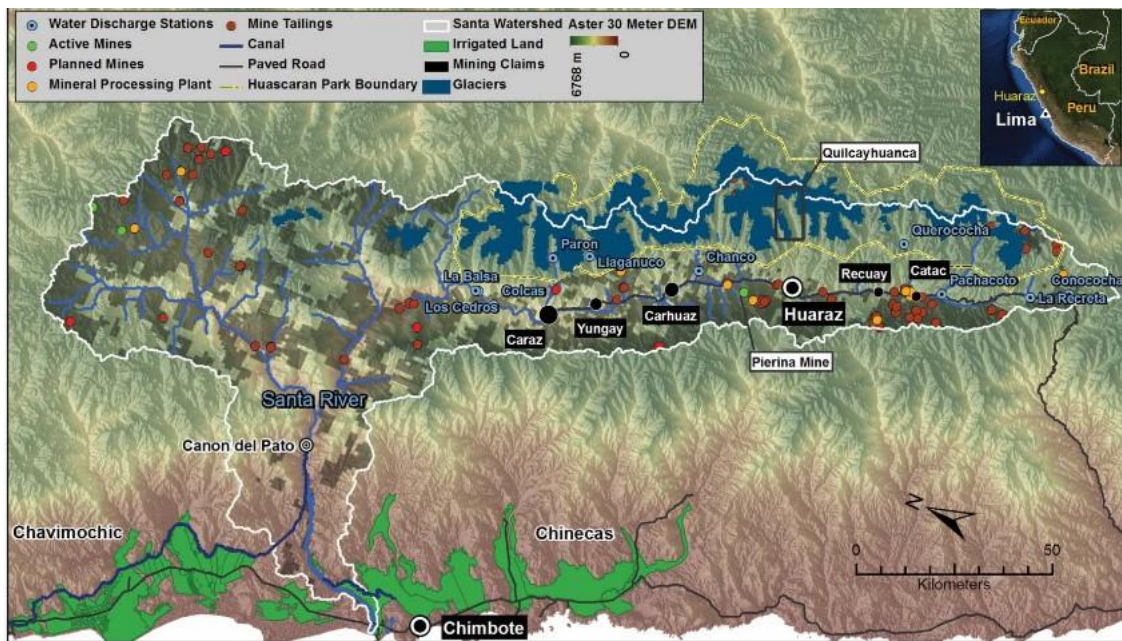 Water Discharge Stations
Active Mines
Planned Mines
Mineral Processing Plant
Mine Tailings
Canal
Paved Road
Huascaran Park Boundary
Santa Watershed
Irrigated Land
Mining Claims
Glaciers
Aster 30 Meter DEM
6768 m
0
Ecuador
Brazil
Huaraz
Peru
Lima
Quilcayhuanca
Querococha
Paron
Llaganuco
Chanco
La Balsa
Colcas
Los Cedros
Recuay
Catac
Pachacoto
Conococha
La Recreta
Caraz
Yungay
Carhuaz
Huaraz
Pierina Mine
Santa River
Canon del Pato
Chavimochic
Chinecas
N
0
50
Kilometers
Chimbote